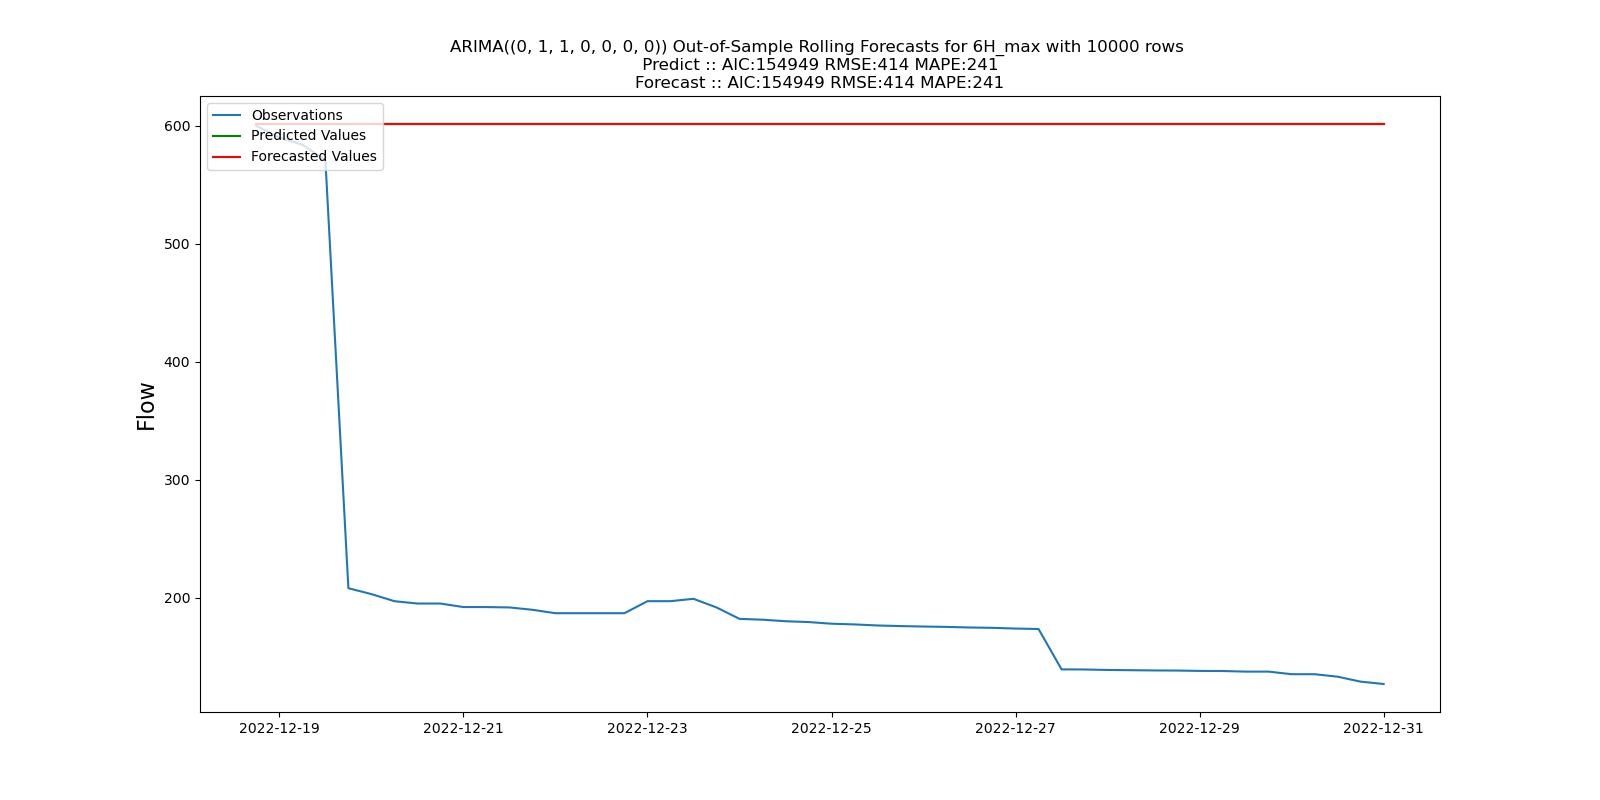 ARIMA((0, 1, 1, 0, 0, 0, 0)) Out-of-Sample Rolling Forecasts for 6H_max with 10000 rows
Predict :: AIC:154949 RMSE:414 MAPE:241
Forecast :: AIC:154949 RMSE:414 MAPE:241
Observations
Predicted Values
Forecasted Values
600
500
400
300
200
Flow
2022-12-19
2022-12-21
2022-12-23
2022-12-25
2022-12-27
2022-12-29
2022-12-31